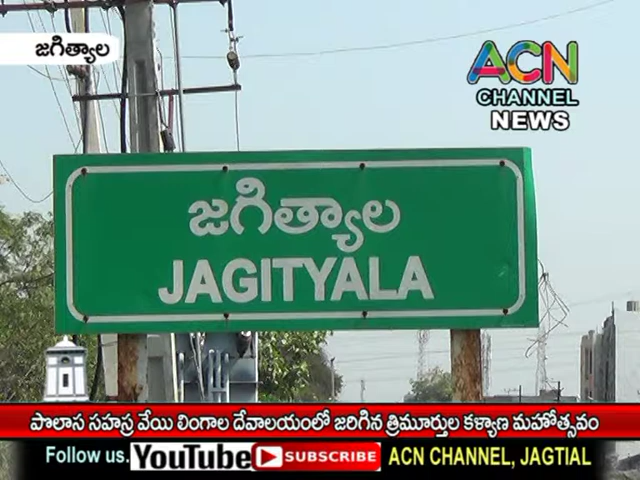 జగిత్యాల
ACN
CHANNEL
NEWS
జగిత్యాల
JAGITYALA
పొలాస సహస్ర వేయి లింగాల దేవాలయంలో జరిగిన త్రిమూర్తుల కళ్యాణ మహోత్సవం
Follow us. YouTube SUBSCRIBE ACN CHANNEL, JAGTIAL